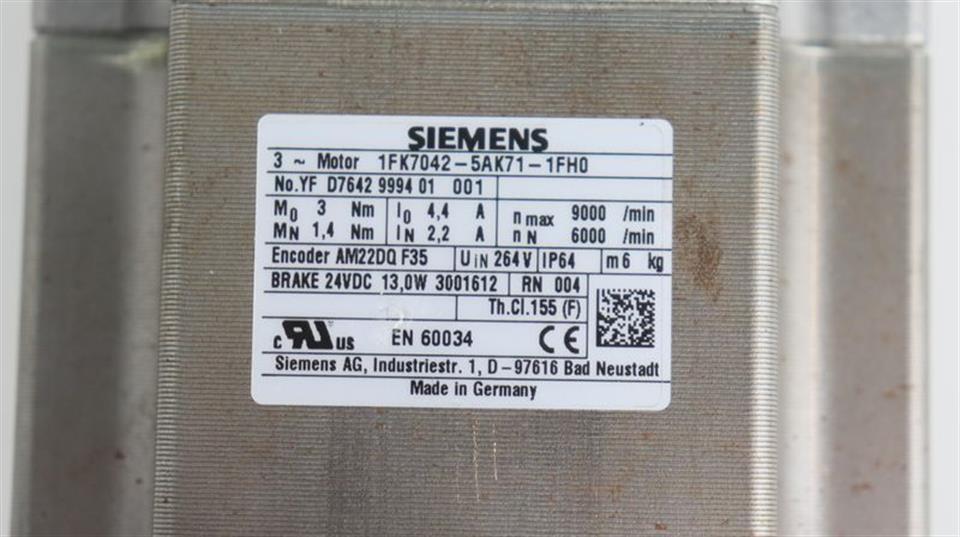 SIEMENS
3 ~ Motor 1FK7042-5AK71-1FH0
No.YF D7642 9994 01 001
M0 3 Nm I0 4,4 A n max 9000 /min
MN 1,4 Nm IN 2,2 A n N 6000 /min
Encoder AM22DQ F35 UIN 264V IP64 m 6 kg
BRAKE 24VDC 13,0W 3001612 RN 004
Th.Cl.155 (F)
c RU us EN 60034 CE
Siemens AG, Industriestr. 1, D-97616 Bad Neustadt
Made in Germany